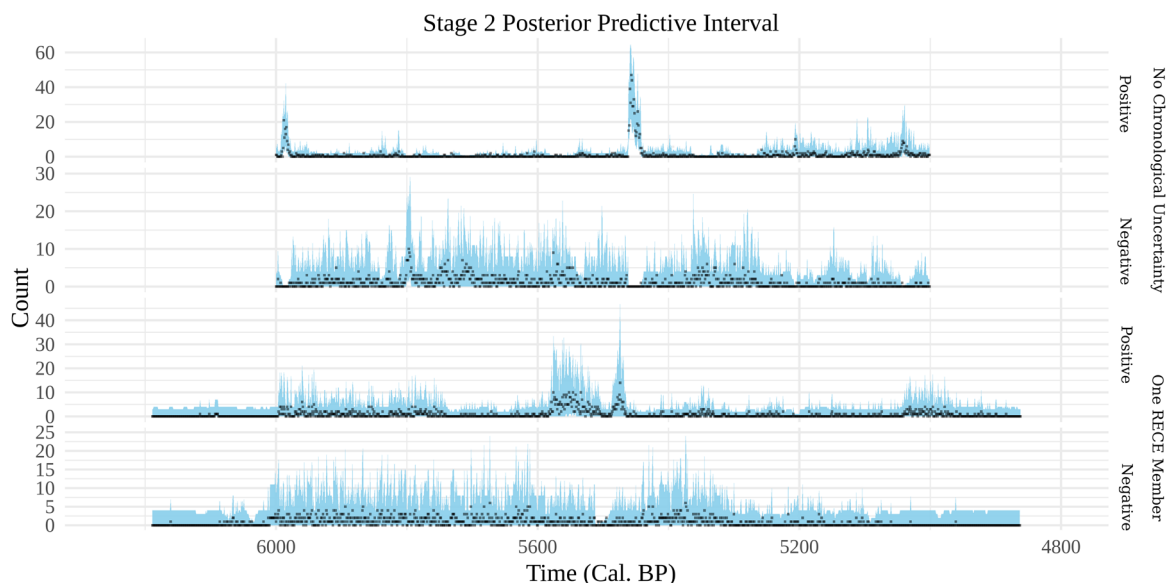 Stage 2 Posterior Predictive Interval
Count
60
40
20
0
Positive
No Chronological Uncertainty
30
20
10
0
Negative
40
30
20
10
0
Positive
One RECE Member
25
20
15
10
5
0
Negative
6000 5600 5200 4800
Time (Cal. BP)